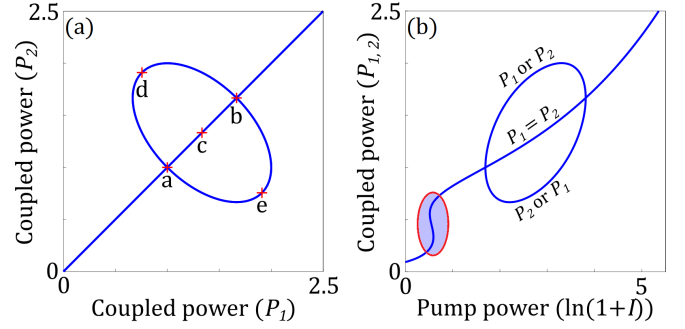 (a)
2.5
Coupled power (P₂)
d
b
c
a
e
0
0
2.5
Coupled power (P₁)
(b)
2.5
Coupled power (P₁,₂)
P₁ or P₂
P₁ = P₂
P₂ or P₁
0
0
5
Pump power (ln(1+I))